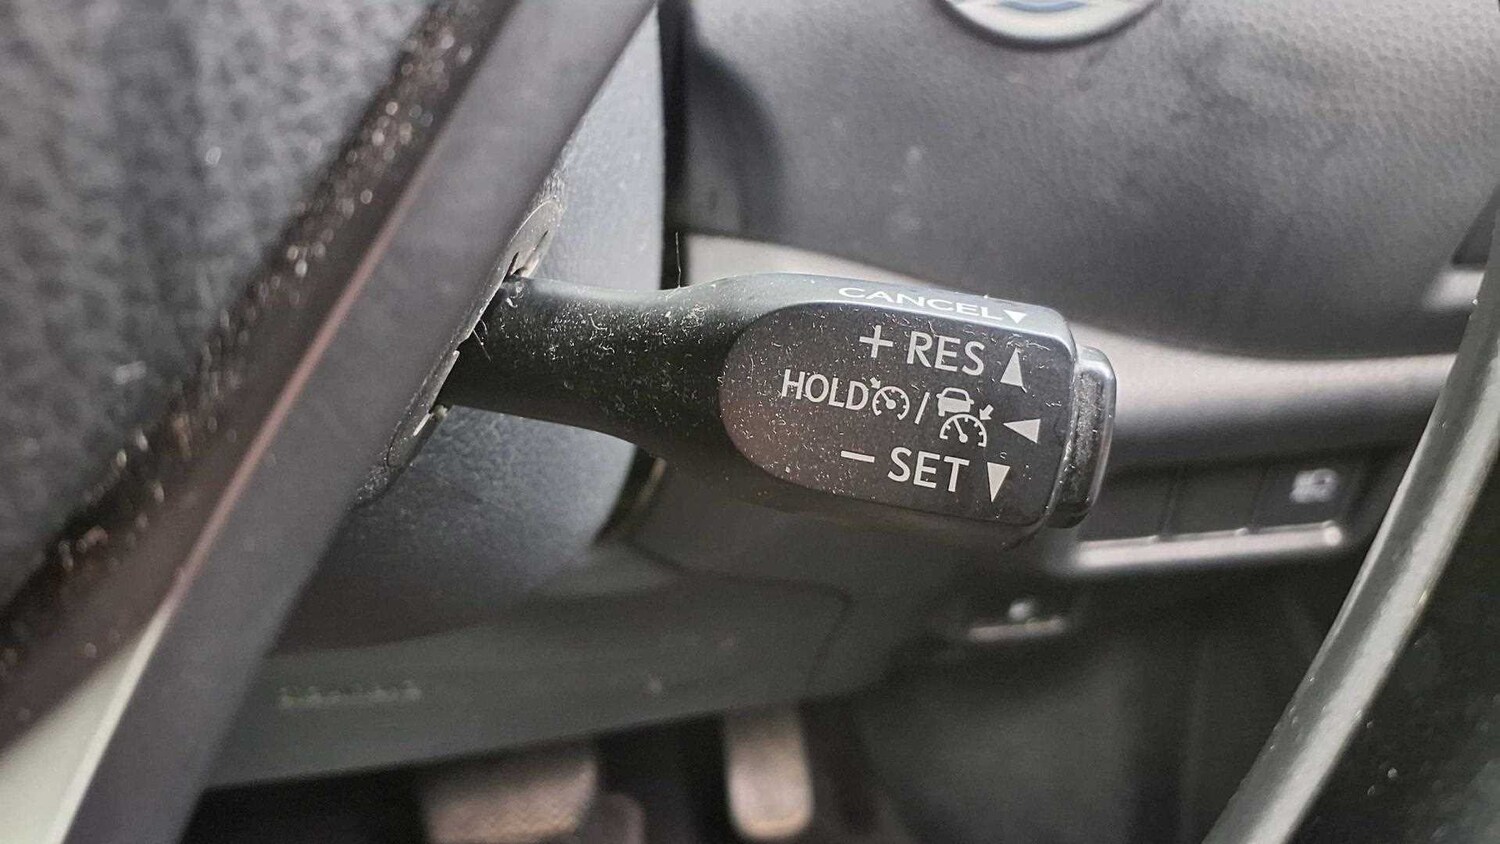 CANCEL▼
+ RES ▲
HOLD / ◀
− SET ▼